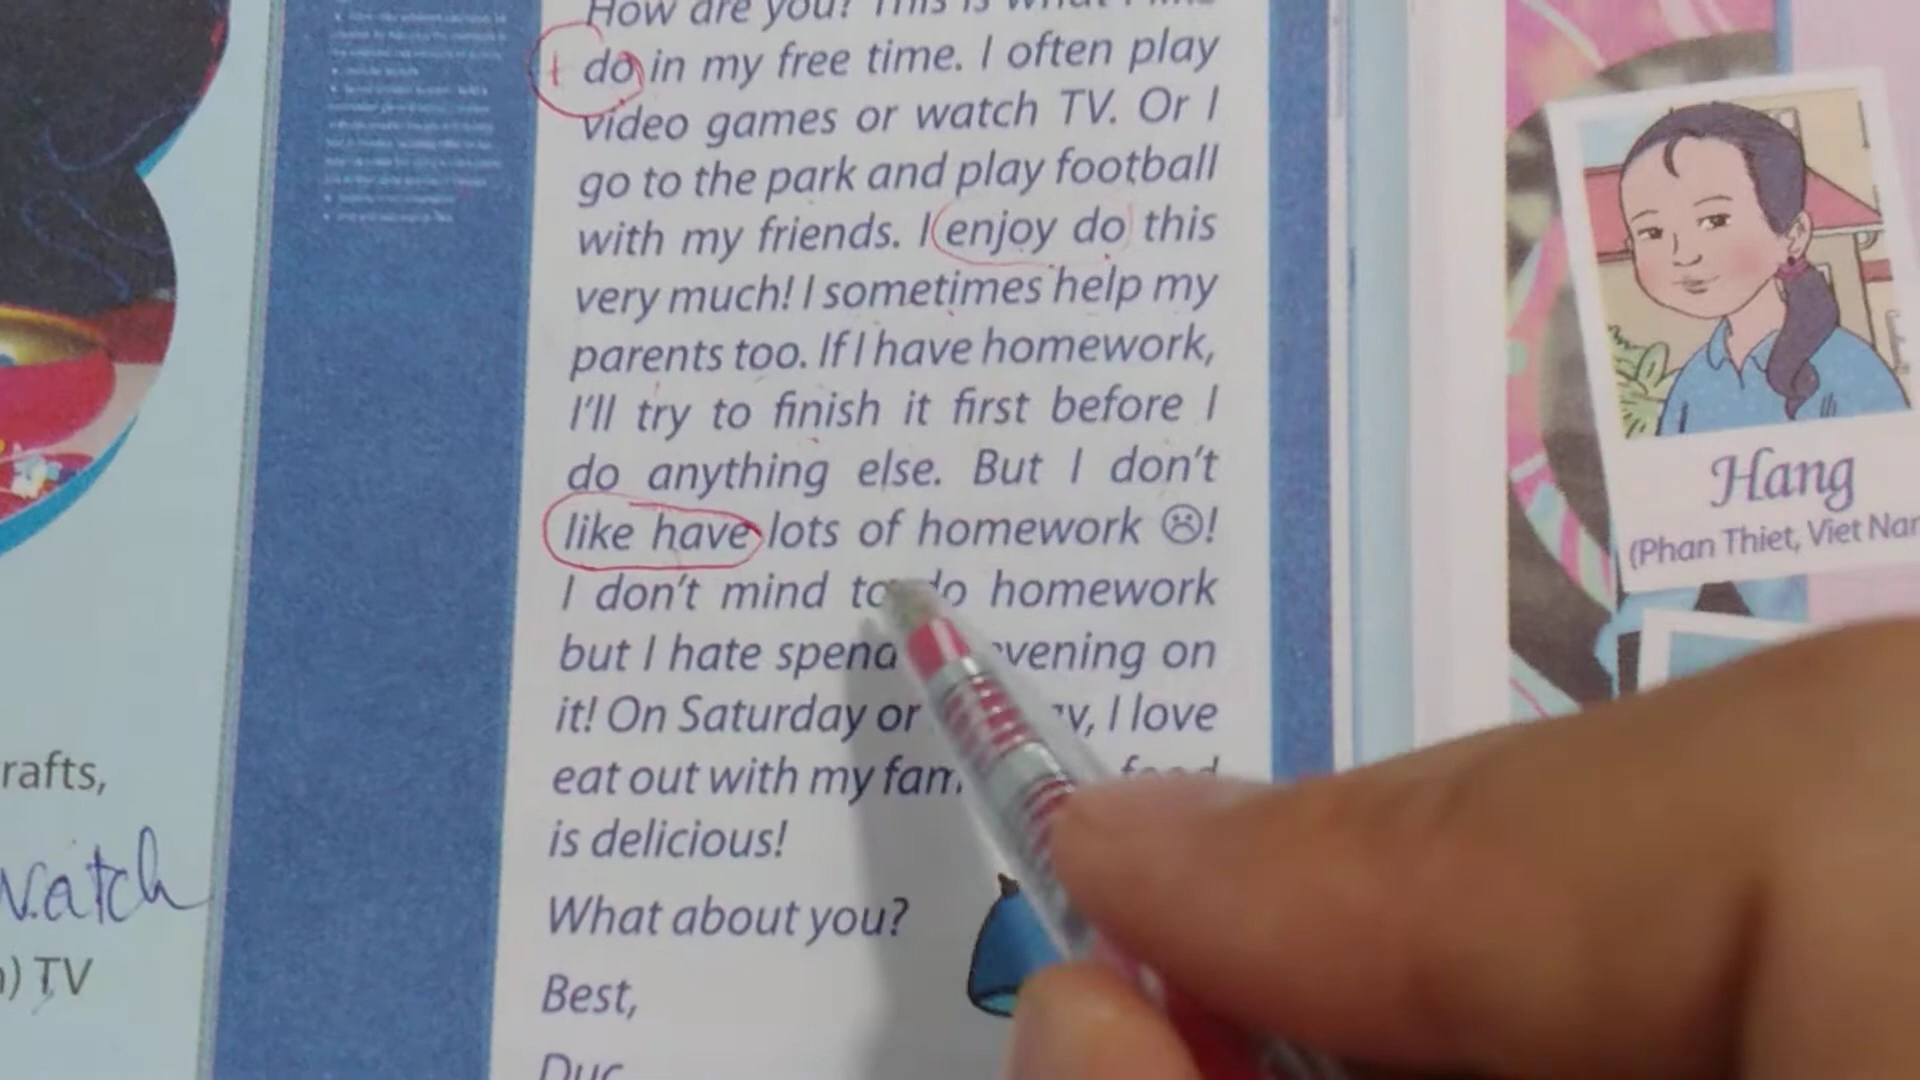 How are you? This is what I like
do in my free time. I often play
video games or watch TV. Or I
go to the park and play football
with my friends. I enjoy do this
very much! I sometimes help my
parents too. If I have homework,
I'll try to finish it first before I
do anything else. But I don't
like have lots of homework ☹!
I don't mind to do homework
but I hate spend evening on
it! On Saturday or I love
eat out with my food
is delicious!
What about you?
Best,
Duc
rafts,
watch
) TV
Hang
(Phan Thiet, Viet Nam